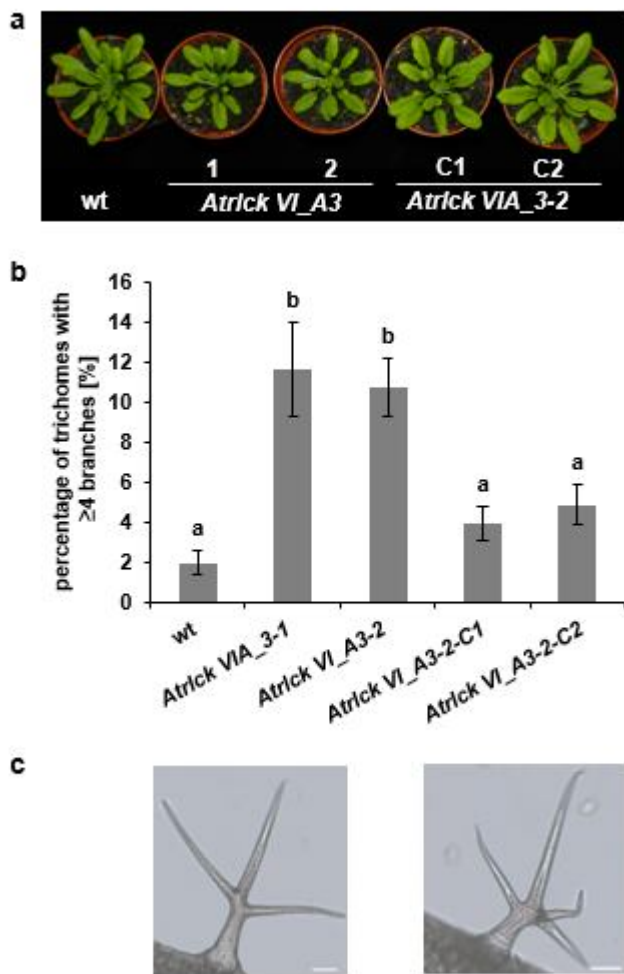 a
1 2 C1 C2
wt AtrIck VI_A3 AtrIck VIA_3-2
b
percentage of trichomes with
≥4 branches [%]
16
14
12
10
8
6
4
2
0
a
b
b
a
a
wt
AtrIck VIA_3-1
AtrIck VI_A3-2
AtrIck VI_A3-2-C1
AtrIck VI_A3-2-C2
c